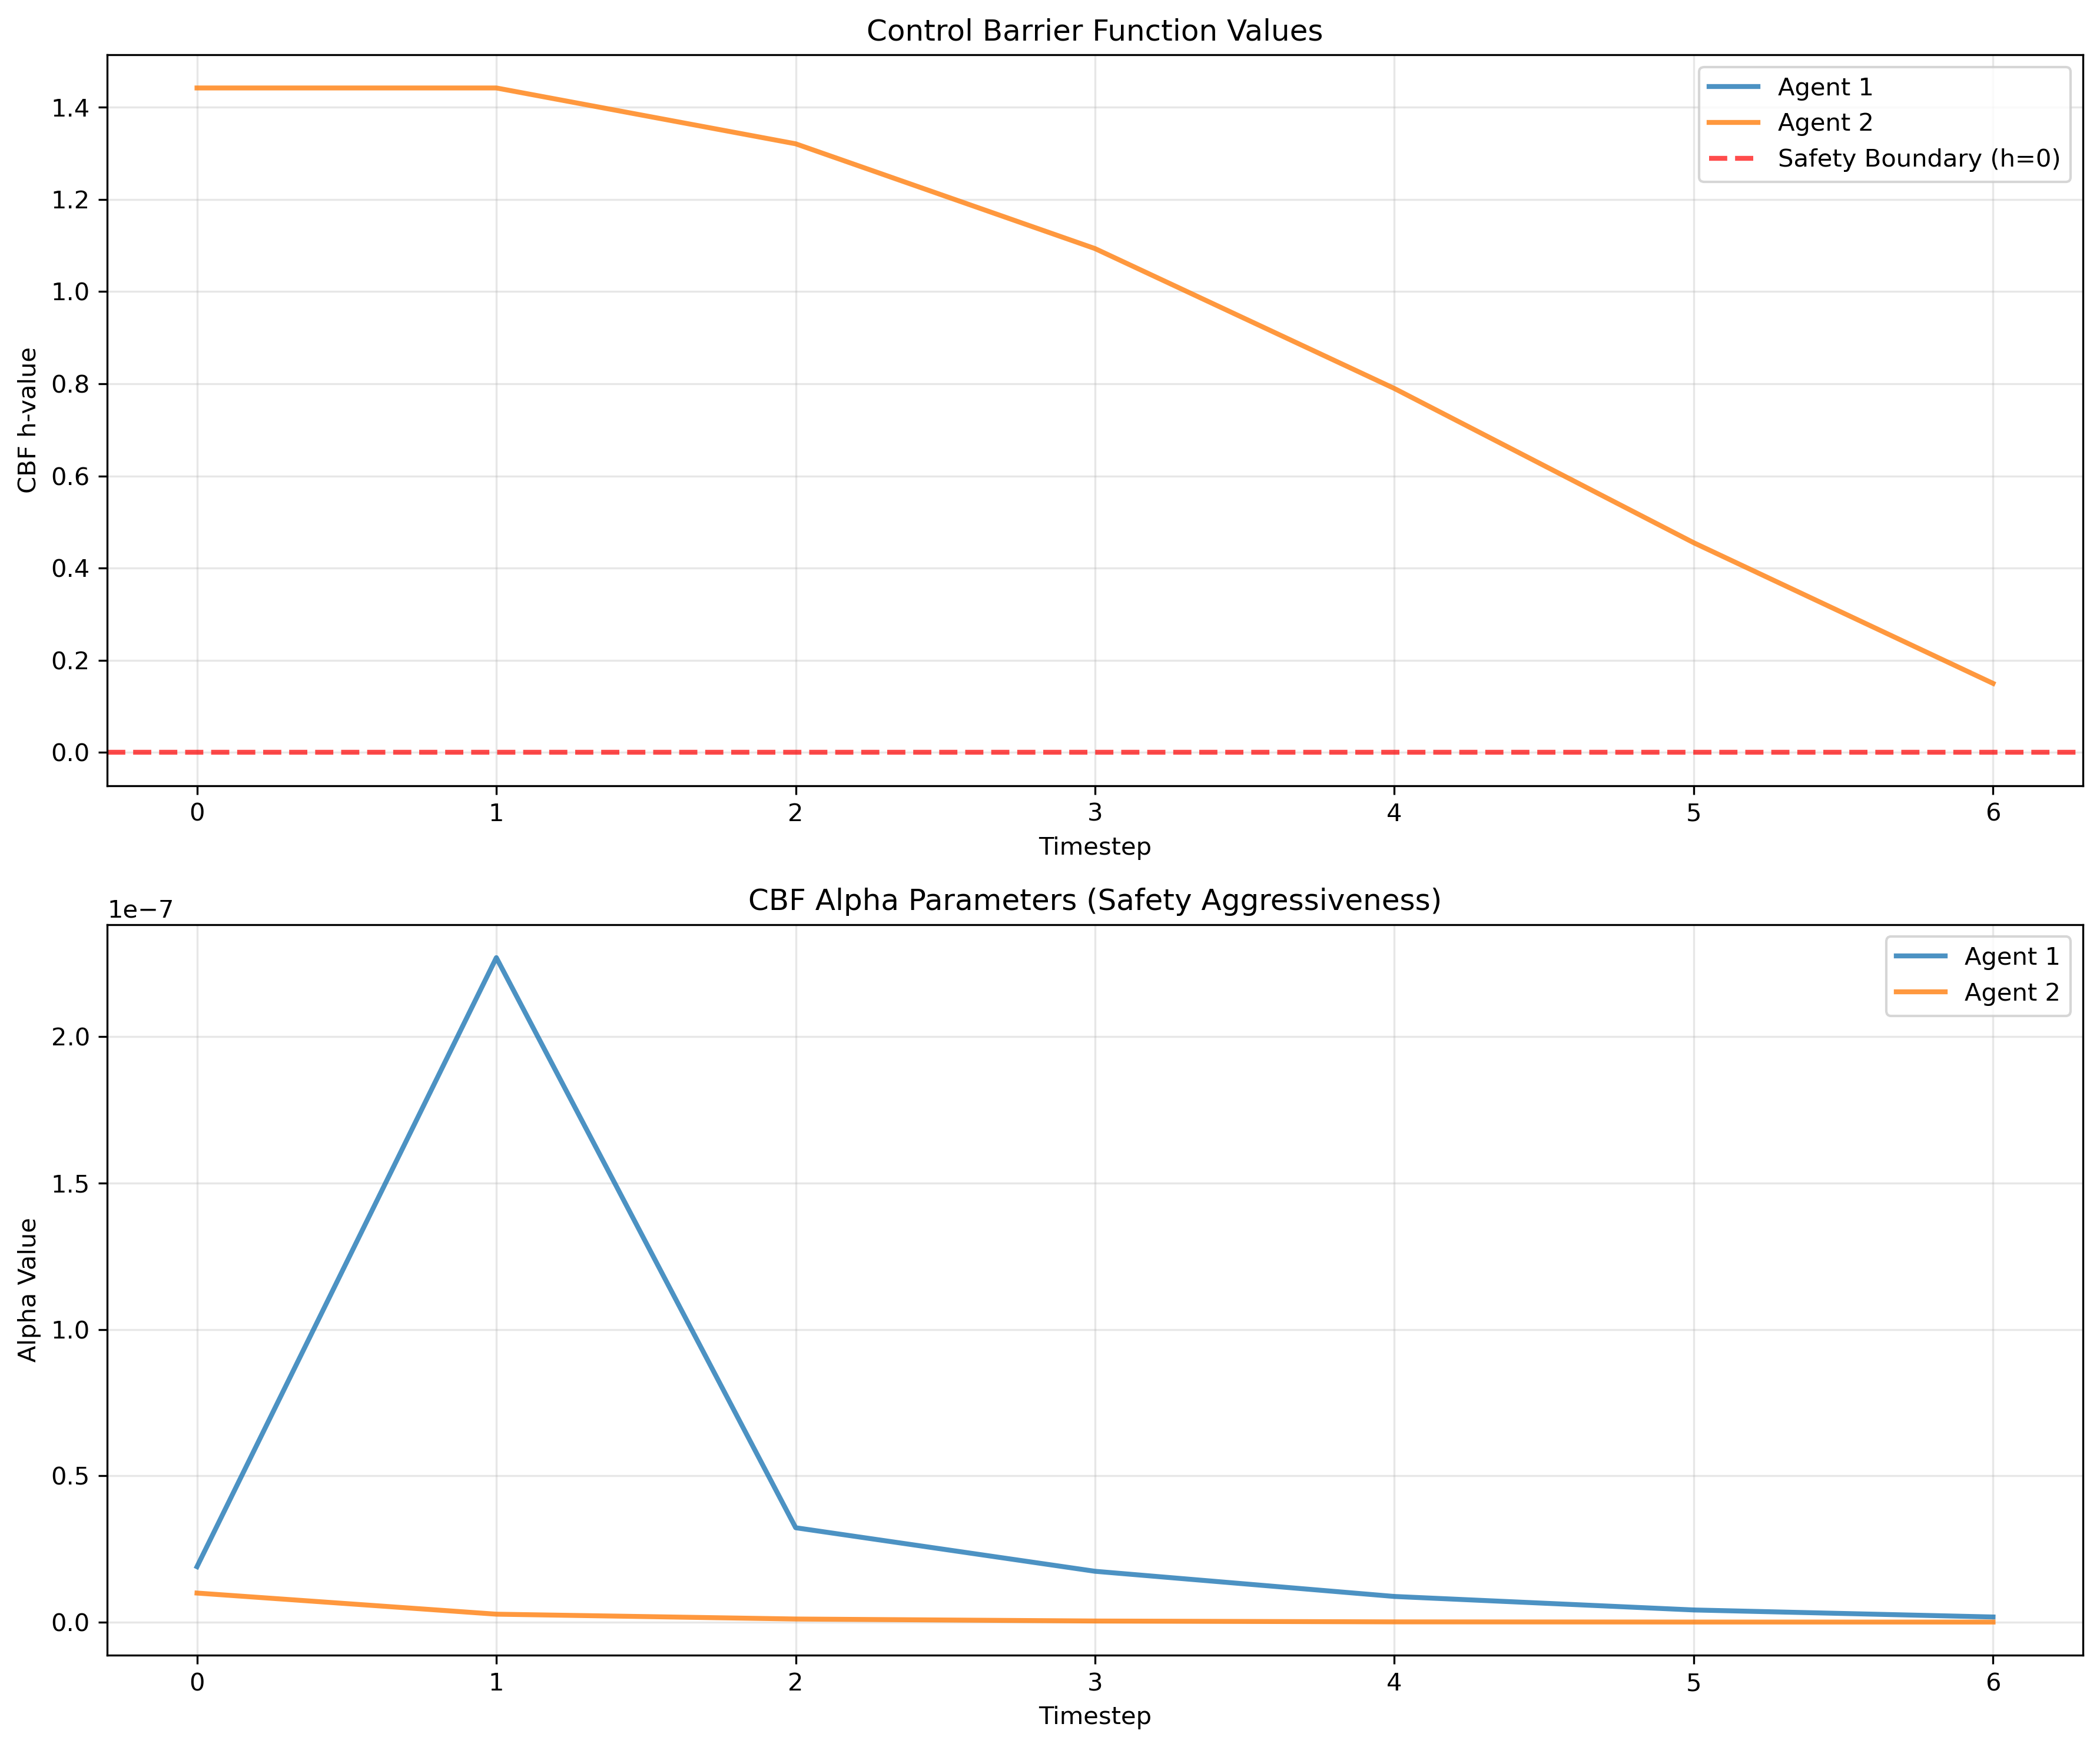 Control Barrier Function Values
Agent 1
Agent 2
Safety Boundary (h=0)
CBF h-value
1.4
1.2
1.0
0.8
0.6
0.4
0.2
0.0
0 1 2 3 4 5 6
Timestep
CBF Alpha Parameters (Safety Aggressiveness)
1e−7
Agent 1
Agent 2
Alpha Value
2.0
1.5
1.0
0.5
0.0
0 1 2 3 4 5 6
Timestep